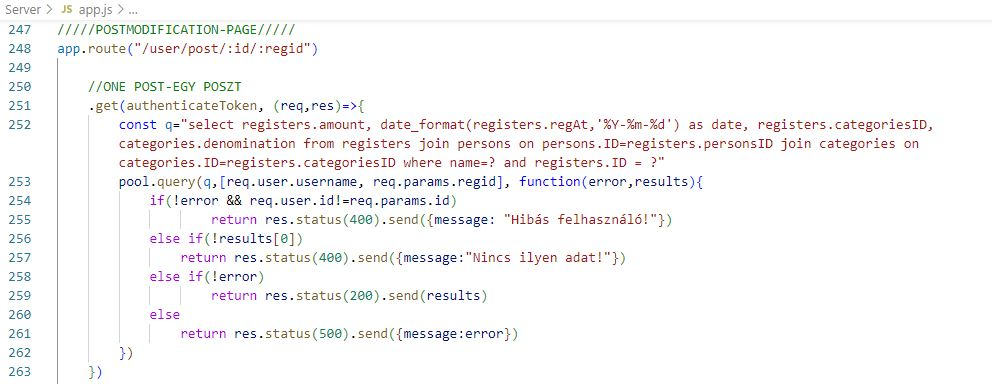 Server > JS app.js > ...
247 /////POSTMODIFICATION-PAGE/////
248 app.route("/user/post/:id/:regid")
249
250 //ONE POST-EGY POSZT
251 .get(authenticateToken, (req,res)=>{
252 const q="select registers.amount, date_format(registers.regAt,'%Y-%m-%d') as date, registers.categoriesID,
categories.denomination from registers join persons on persons.ID=registers.personsID join categories on
categories.ID=registers.categoriesID where name=? and registers.ID = ?"
253 pool.query(q,[req.user.username, req.params.regid], function(error,results){
254 if(!error && req.user.id!=req.params.id)
255 return res.status(400).send({message: "Hibás felhasználó!"})
256 else if(!results[0])
257 return res.status(400).send({message:"Nincs ilyen adat!"})
258 else if(!error)
259 return res.status(200).send(results)
260 else
261 return res.status(500).send({message:error})
262 })
263 })